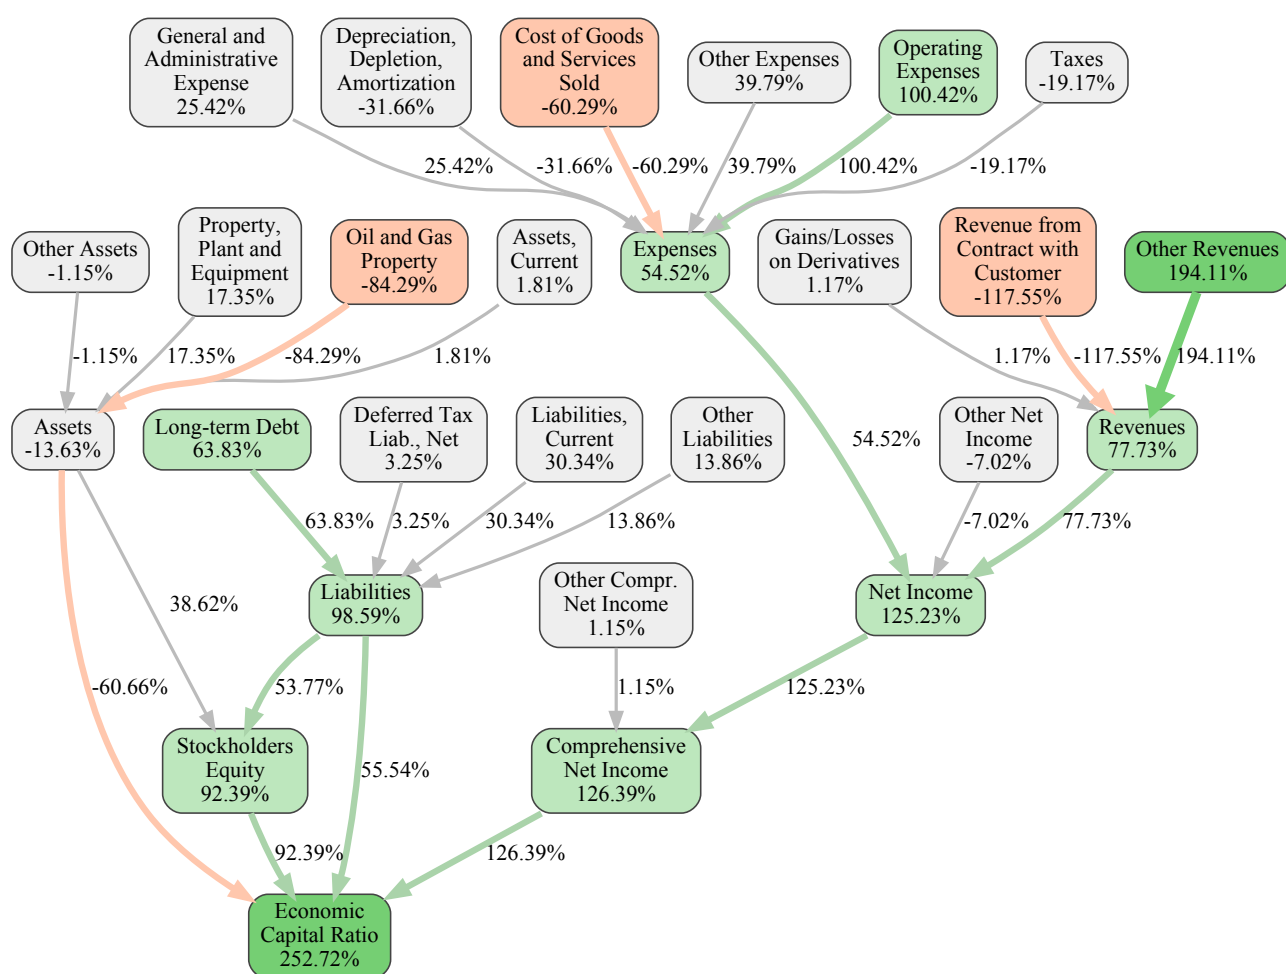 General and
Administrative
Expense
25.42%
Depreciation,
Depletion,
Amortization
-31.66%
Cost of Goods
and Services
Sold
-60.29%
Other Expenses
39.79%
Operating
Expenses
100.42%
Taxes
-19.17%
25.42%
-31.66%
-60.29%
39.79%
100.42%
-19.17%
Other Assets
-1.15%
Property,
Plant and
Equipment
17.35%
Oil and Gas
Property
-84.29%
Assets,
Current
1.81%
Expenses
54.52%
Gains/Losses
on Derivatives
1.17%
Revenue from
Contract with
Customer
-117.55%
Other Revenues
194.11%
-1.15%
17.35%
-84.29%
1.81%
1.17%
-117.55%
194.11%
Assets
-13.63%
Long-term Debt
63.83%
Deferred Tax
Liab., Net
3.25%
Liabilities,
Current
30.34%
Other
Liabilities
13.86%
54.52%
Other Net
Income
-7.02%
Revenues
77.73%
63.83%
3.25%
30.34%
13.86%
-7.02%
77.73%
38.62%
Liabilities
98.59%
Other Compr.
Net Income
1.15%
Net Income
125.23%
-60.66%
53.77%
1.15%
125.23%
Stockholders
Equity
92.39%
55.54%
Comprehensive
Net Income
126.39%
92.39%
126.39%
Economic
Capital Ratio
252.72%